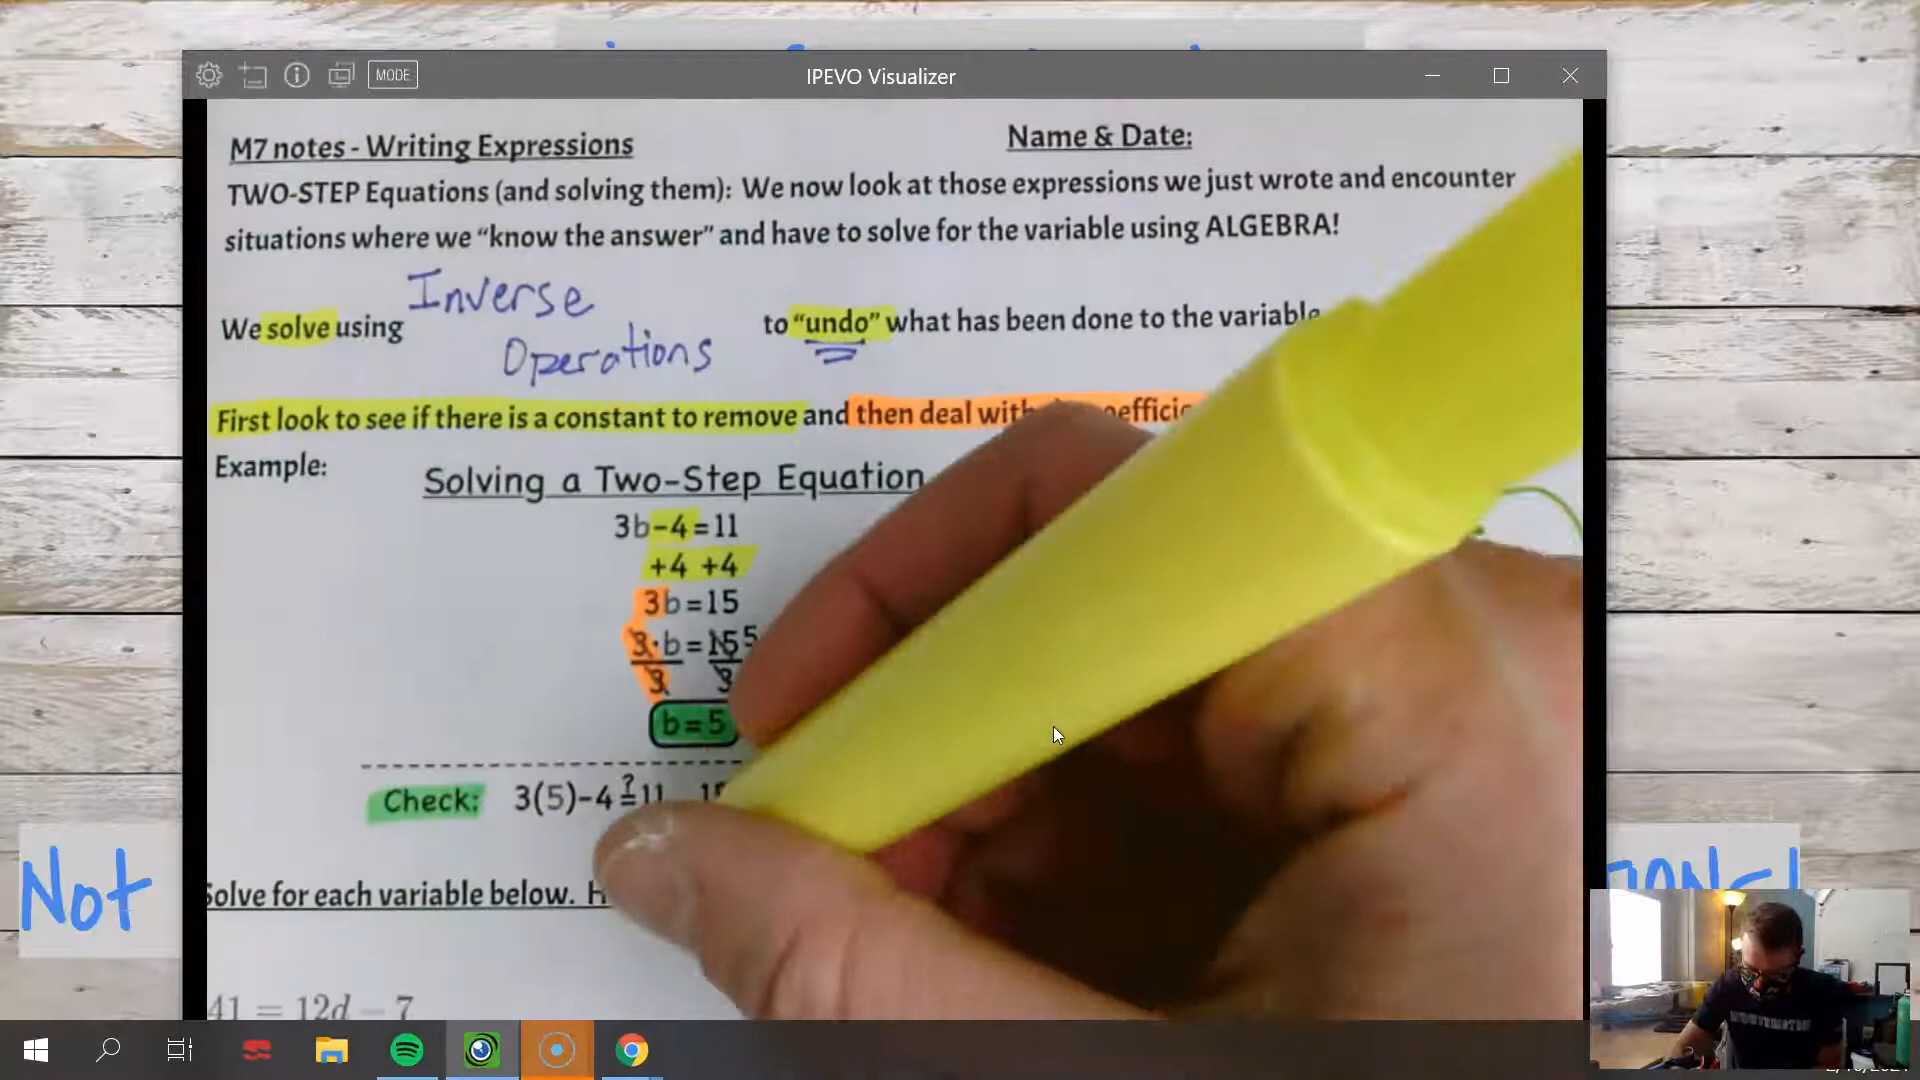 MODE
IPEVO Visualizer
M7 notes - Writing Expressions
Name & Date:
TWO-STEP Equations (and solving them): We now look at those expressions we just wrote and encounter
situations where we “know the answer” and have to solve for the variable using ALGEBRA!
We solve using Inverse Operations to “undo” what has been done to the variable
First look to see if there is a constant to remove and then deal with
Example:
Solving a Two-Step Equation
3b-4=11
+4 +4
3b=15
3·b=15 5
3 3
b=5
Check: 3(5)-4≟11
Solve for each variable below.
41 = 12d - 7
Not